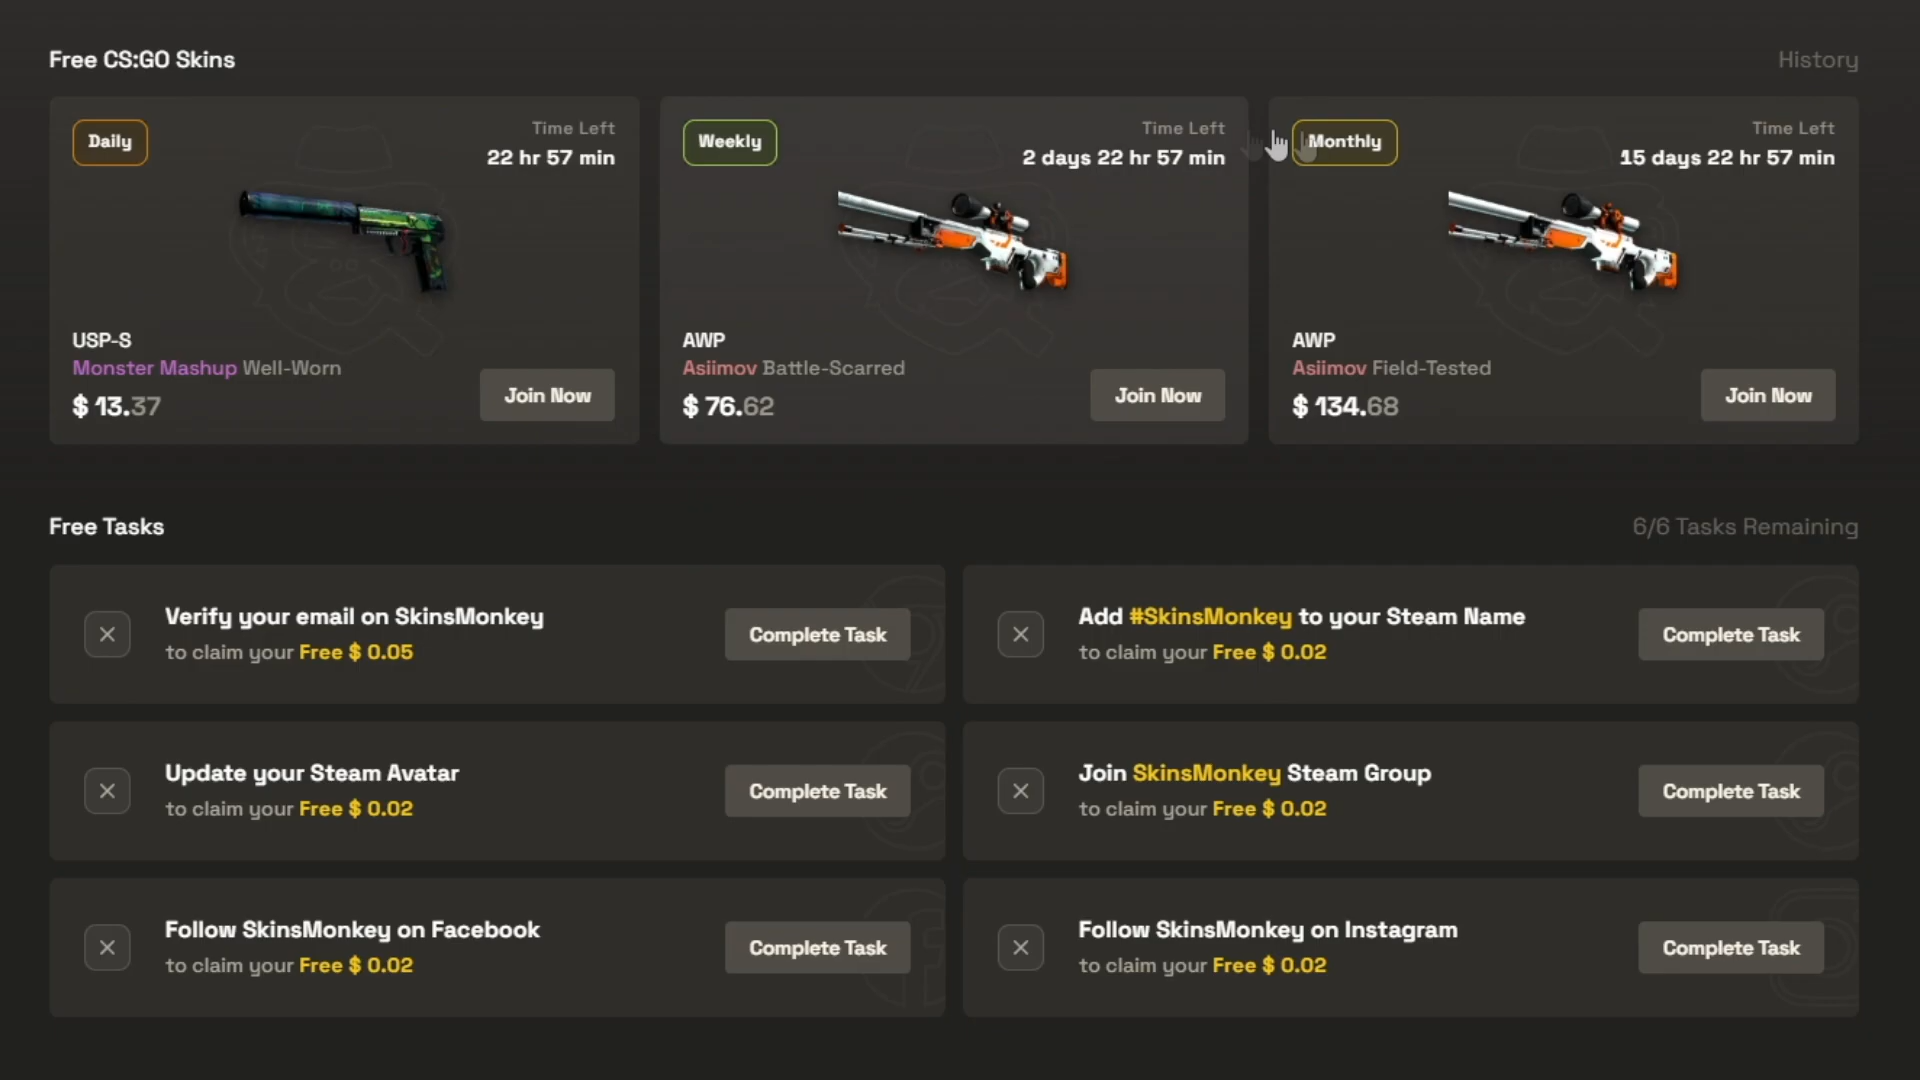 Free CS:GO Skins
History
Daily
Time Left
22 hr 57 min
USP-S
Monster Mashup Well-Worn
$ 13.37
Join Now
Weekly
Time Left
2 days 22 hr 57 min
AWP
Asiimov Battle-Scarred
$ 76.62
Join Now
Monthly
Time Left
15 days 22 hr 57 min
AWP
Asiimov Field-Tested
$ 134.68
Join Now
Free Tasks
6/6 Tasks Remaining
Verify your email on SkinsMonkey
to claim your Free $ 0.05
Complete Task
Add #SkinsMonkey to your Steam Name
to claim your Free $ 0.02
Complete Task
Update your Steam Avatar
to claim your Free $ 0.02
Complete Task
Join SkinsMonkey Steam Group
to claim your Free $ 0.02
Complete Task
Follow SkinsMonkey on Facebook
to claim your Free $ 0.02
Complete Task
Follow SkinsMonkey on Instagram
to claim your Free $ 0.02
Complete Task